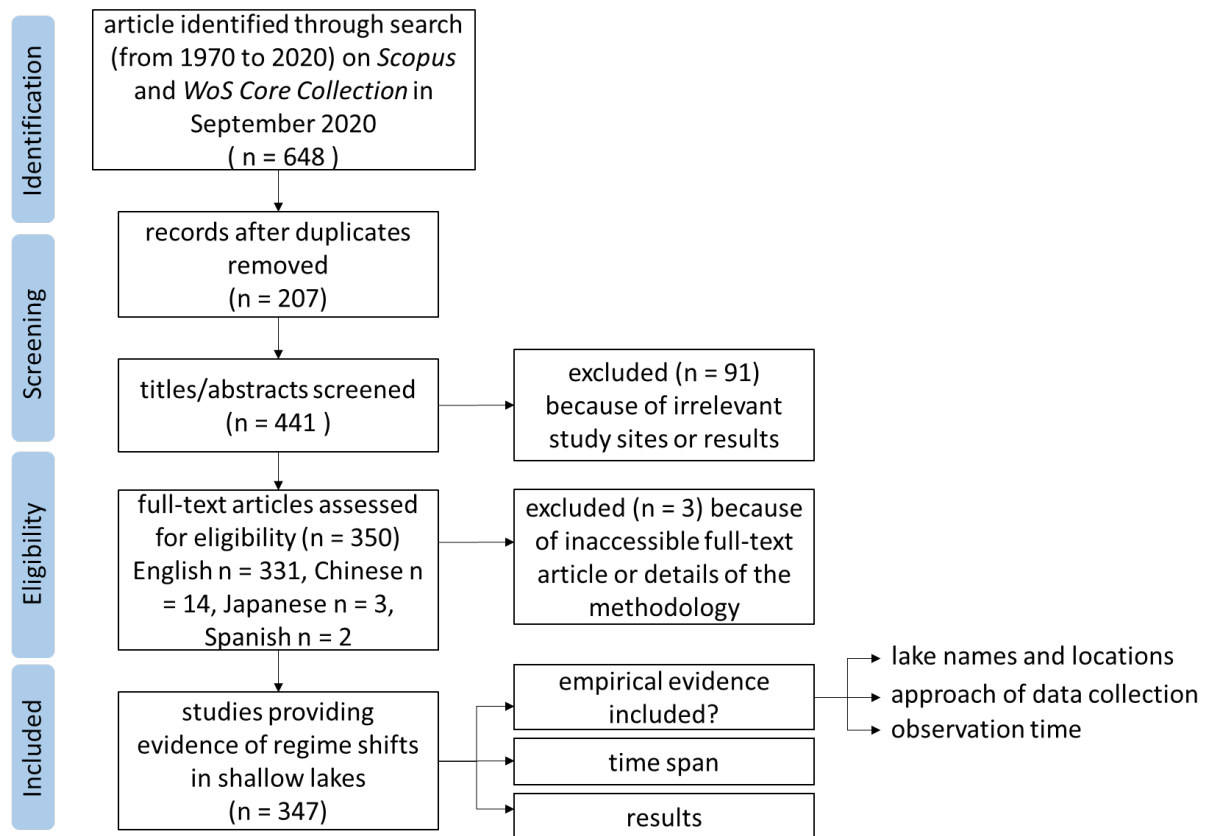 Identification
article identified through search
(from 1970 to 2020) on Scopus
and WoS Core Collection in
September 2020
( n = 648 )
Screening
records after duplicates
removed
(n = 207)
titles/abstracts screened
(n = 441 )
excluded (n = 91)
because of irrelevant
study sites or results
Eligibility
full-text articles assessed
for eligibility (n = 350)
English n = 331, Chinese n
= 14, Japanese n = 3,
Spanish n = 2
excluded (n = 3) because
of inaccessible full-text
article or details of the
methodology
Included
studies providing
evidence of regime shifts
in shallow lakes
(n = 347)
empirical evidence
included?
time span
results
lake names and locations
approach of data collection
observation time